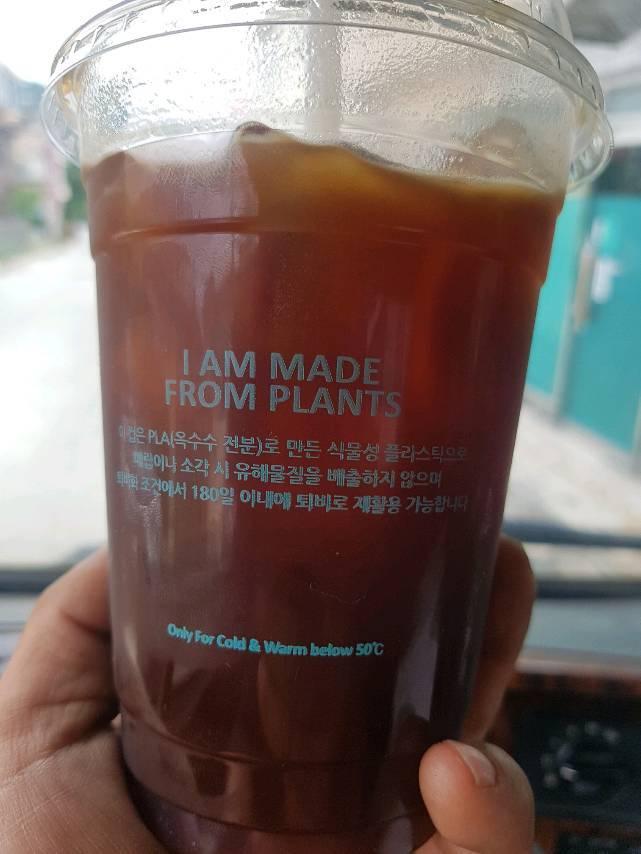 I AM MADE
FROM PLANTS
이 컵은 PLA(옥수수 전분)로 만든 식물성 플라스틱으로
매립이나 소각 시 유해물질을 배출하지 않으며
퇴비화 조건에서 180일 이내에 퇴비로 재활용 가능합니다
Only For Cold & Warm below 50℃